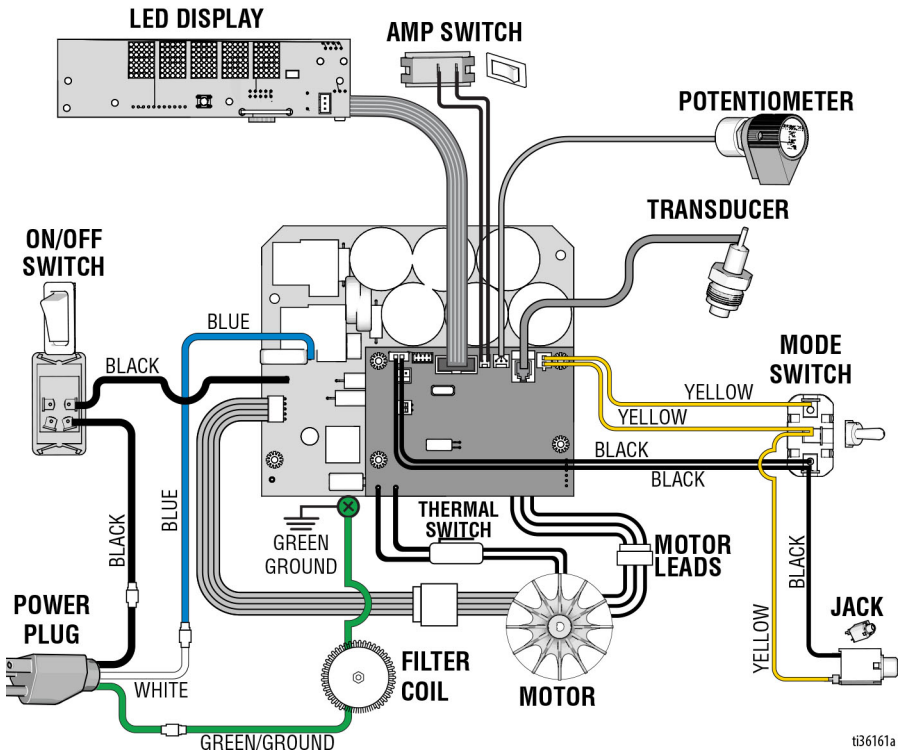 LED DISPLAY
AMP SWITCH
POTENTIOMETER
TRANSDUCER
ON/OFF
SWITCH
BLUE
BLACK
MODE
SWITCH
YELLOW
YELLOW
BLACK
BLACK
BLACK
BLUE
THERMAL
SWITCH
GREEN
GROUND
MOTOR
LEADS
BLACK
POWER
PLUG
JACK
YELLOW
WHITE
FILTER
COIL
MOTOR
GREEN/GROUND
ti36161a